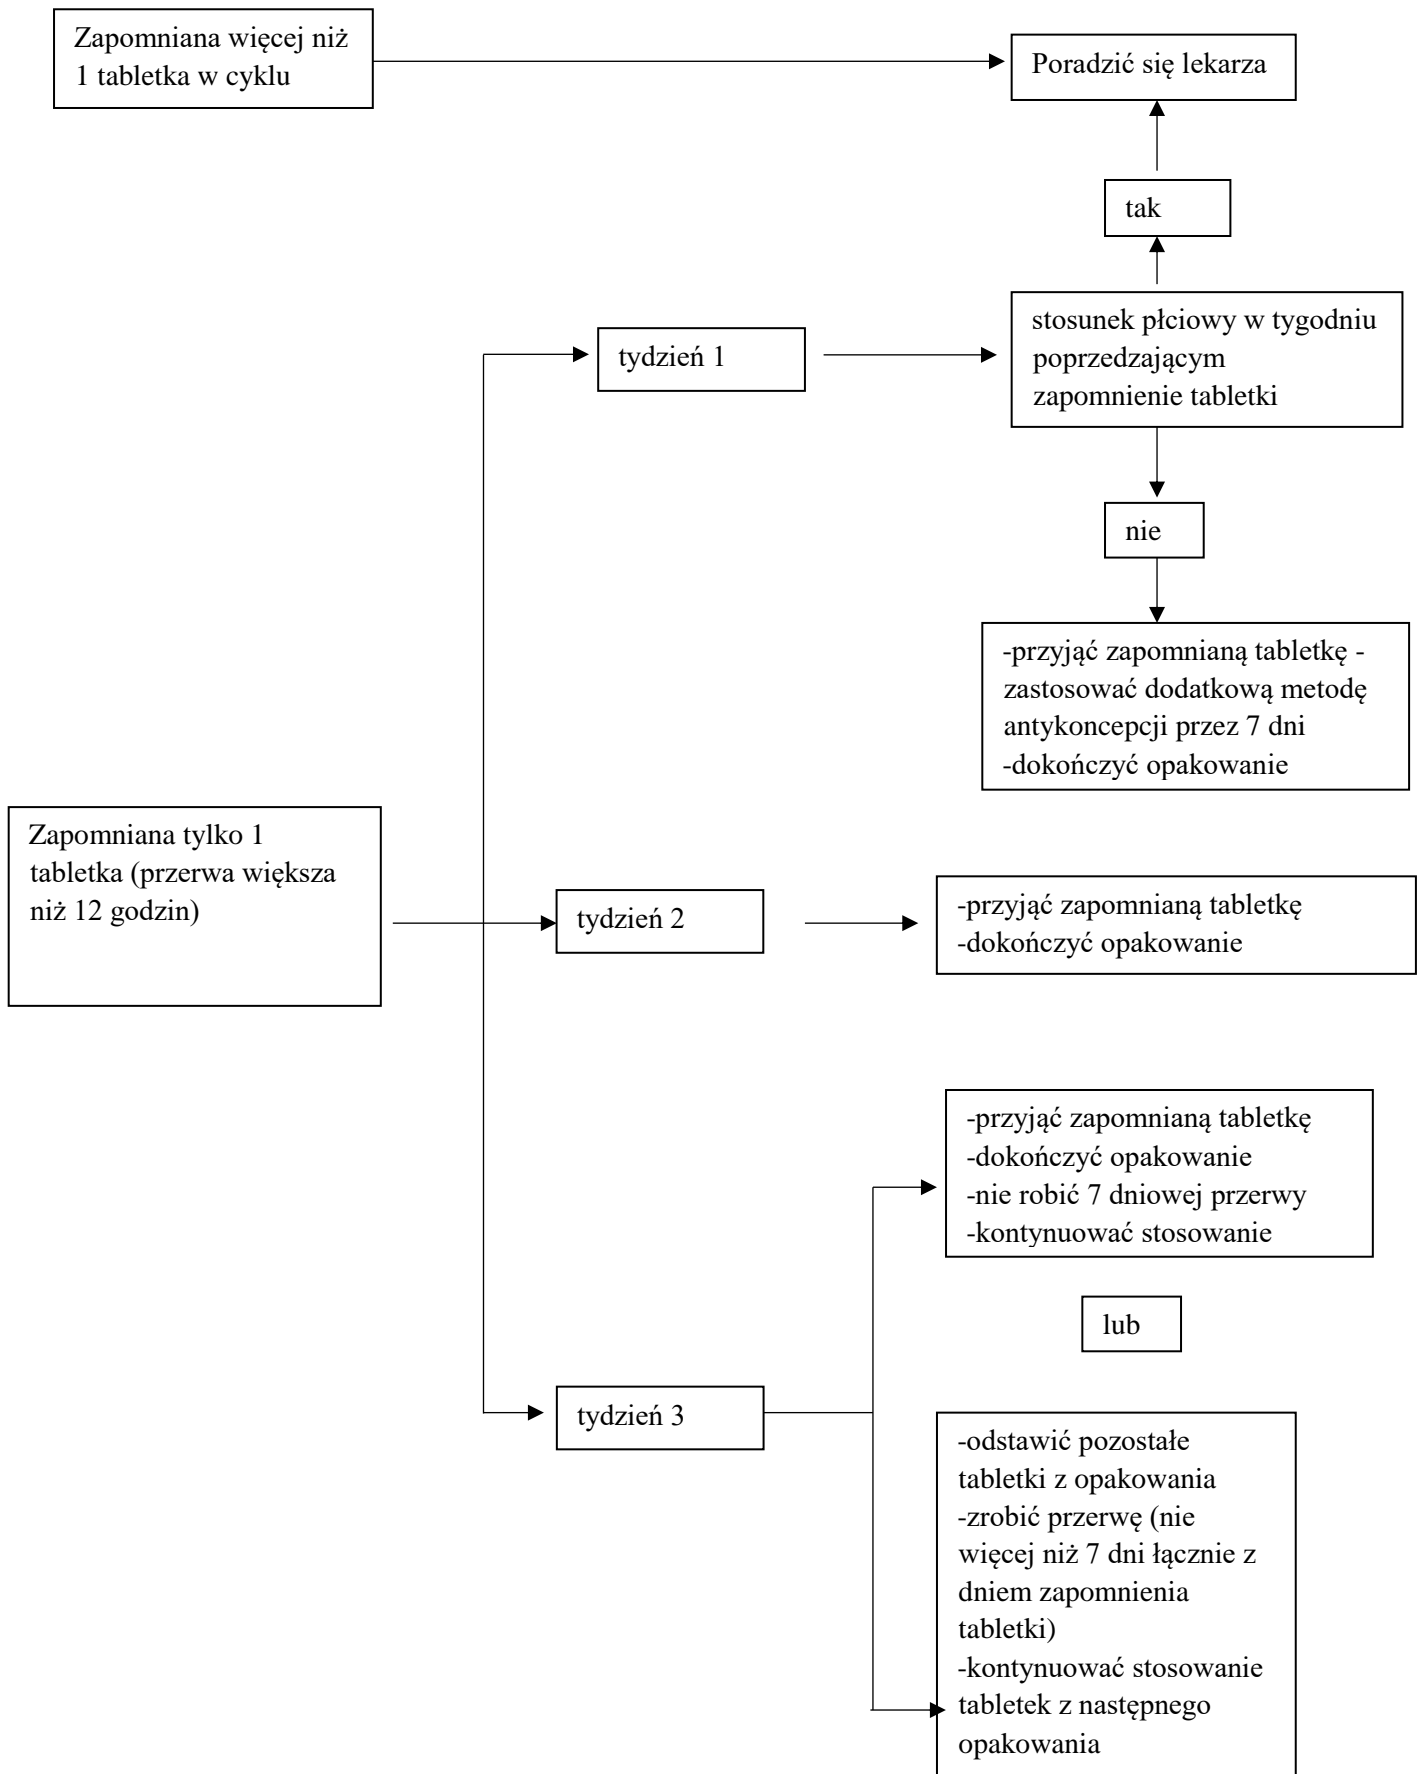 Zapomniana więcej niż
1 tabletka w cyklu
Poradzić się lekarza
tak
stosunek płciowy w tygodniu
poprzedzającym
zapomnienie tabletki
tydzień 1
nie
-przyjąć zapomnianą tabletkę -
zastosować dodatkową metodę
antykoncepcji przez 7 dni
-dokończyć opakowanie
Zapomniana tylko 1
tabletka (przerwa większa
niż 12 godzin)
tydzień 2
-przyjąć zapomnianą tabletkę
-dokończyć opakowanie
-przyjąć zapomnianą tabletkę
-dokończyć opakowanie
-nie robić 7 dniowej przerwy
-kontynuować stosowanie
lub
tydzień 3
-odstawić pozostałe
tabletki z opakowania
-zrobić przerwę (nie
więcej niż 7 dni łącznie z
dniem zapomnienia
tabletki)
-kontynuować stosowanie
tabletek z następnego
opakowania